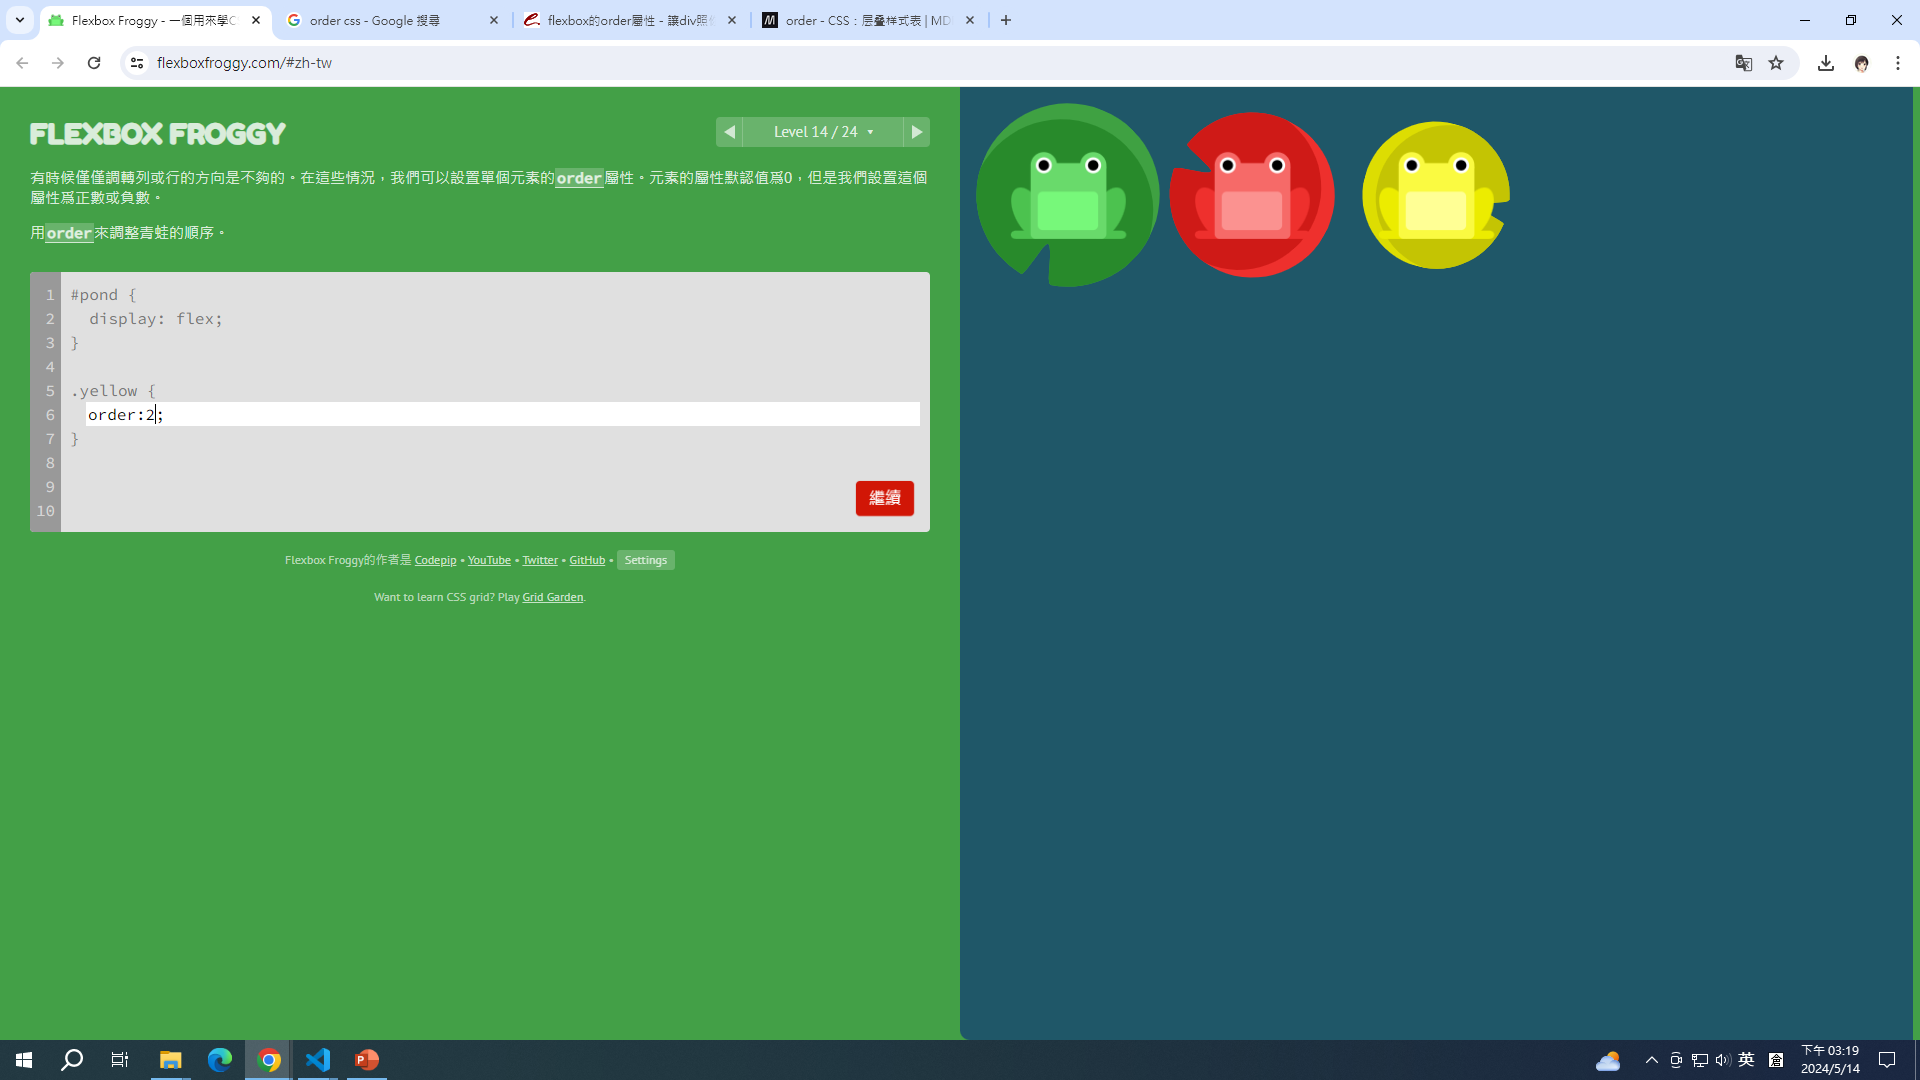 Flexbox Froggy - 一個用來學C
order css - Google 搜尋
flexbox的order屬性 - 讓div照
order - CSS：层叠样式表 | MD
flexboxfroggy.com/#zh-tw
FLEXBOX FROGGY
Level 14 / 24 ▾
有時候僅僅調轉列或行的方向是不夠的。在這些情況，我們可以設置單個元素的order屬性。元素的屬性默認值爲0，但是我們設置這個
屬性爲正數或負數。
用order來調整青蛙的順序。
1 #pond {
2 display: flex;
3 }
4
5 .yellow {
6 order:2;
7 }
8
9
10
繼續
Flexbox Froggy的作者是 Codepip • YouTube • Twitter • GitHub • Settings
Want to learn CSS grid? Play Grid Garden.
英
倉
下午 03:19
2024/5/14